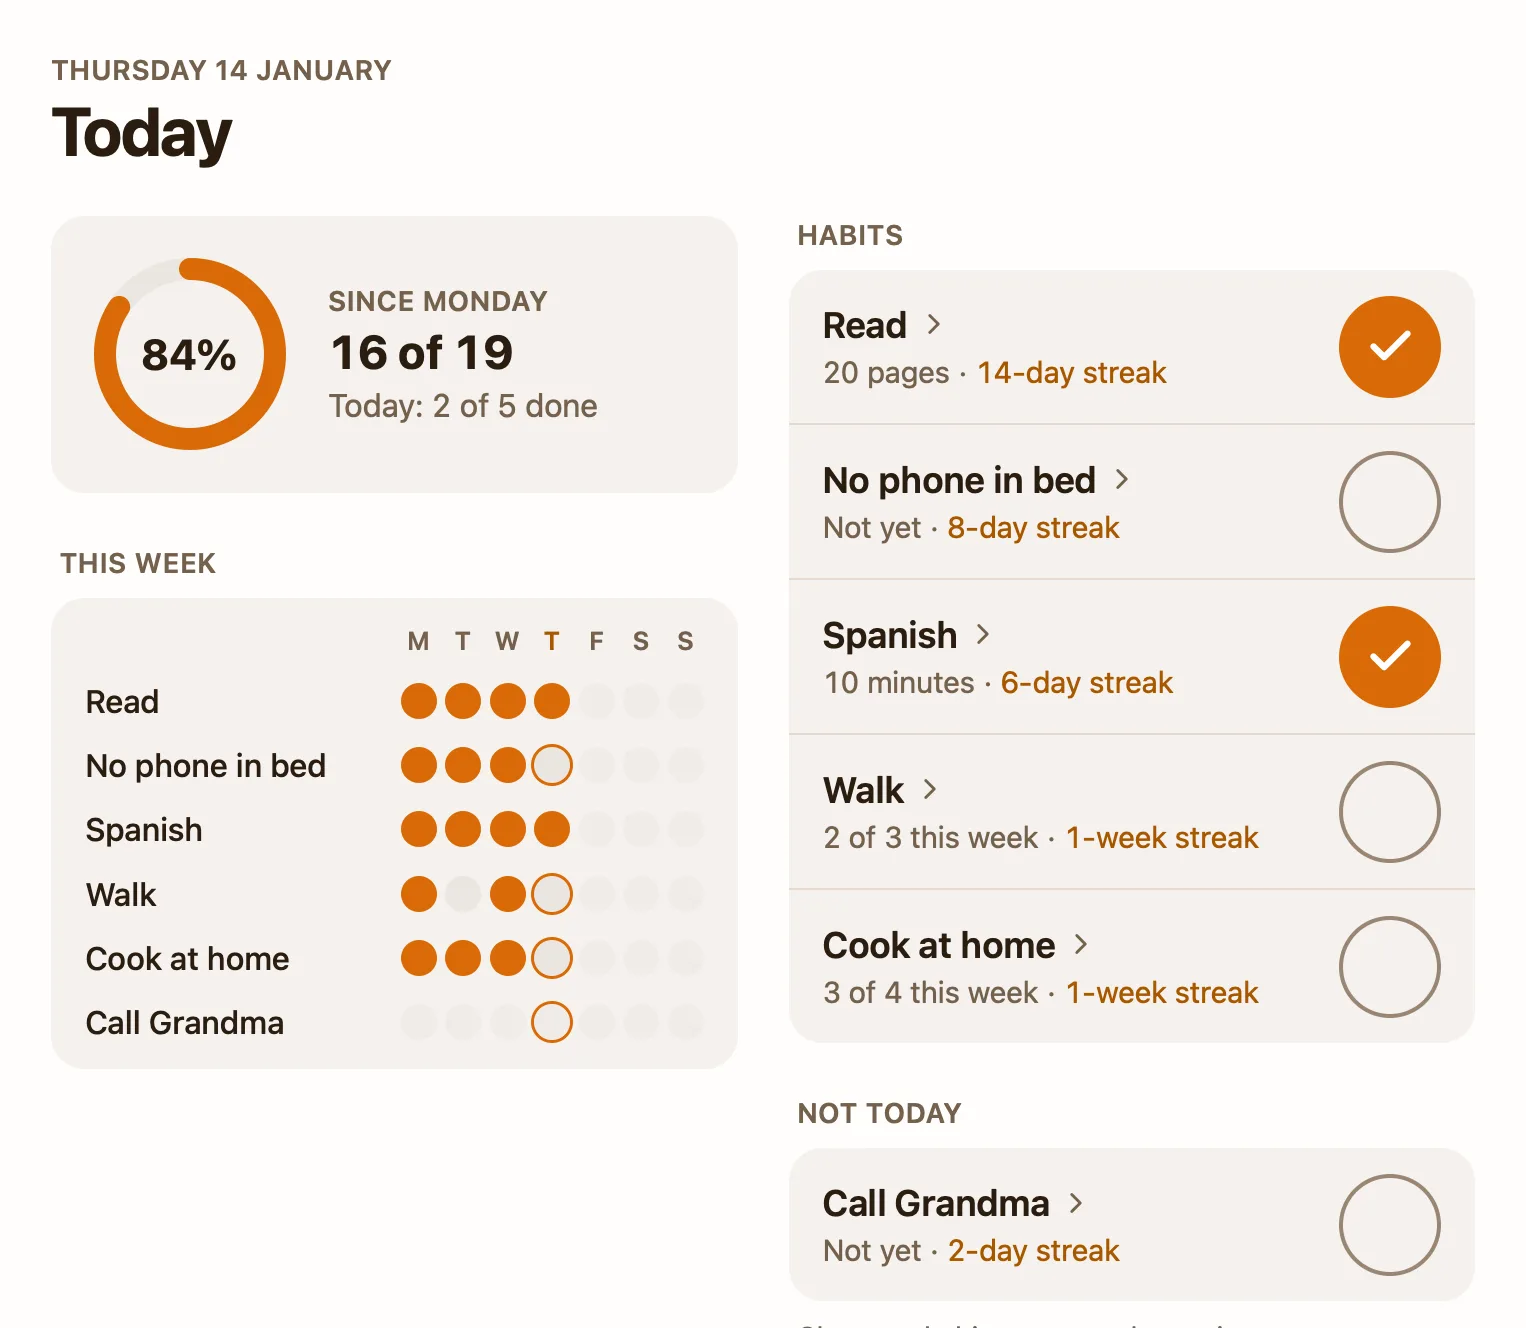 THURSDAY 14 JANUARY
Today
84%
SINCE MONDAY
16 of 19
Today: 2 of 5 done
THIS WEEK
M T W T F S S
Read
No phone in bed
Spanish
Walk
Cook at home
Call Grandma
HABITS
Read
20 pages · 14-day streak
No phone in bed
Not yet · 8-day streak
Spanish
10 minutes · 6-day streak
Walk
2 of 3 this week · 1-week streak
Cook at home
3 of 4 this week · 1-week streak
NOT TODAY
Call Grandma
Not yet · 2-day streak